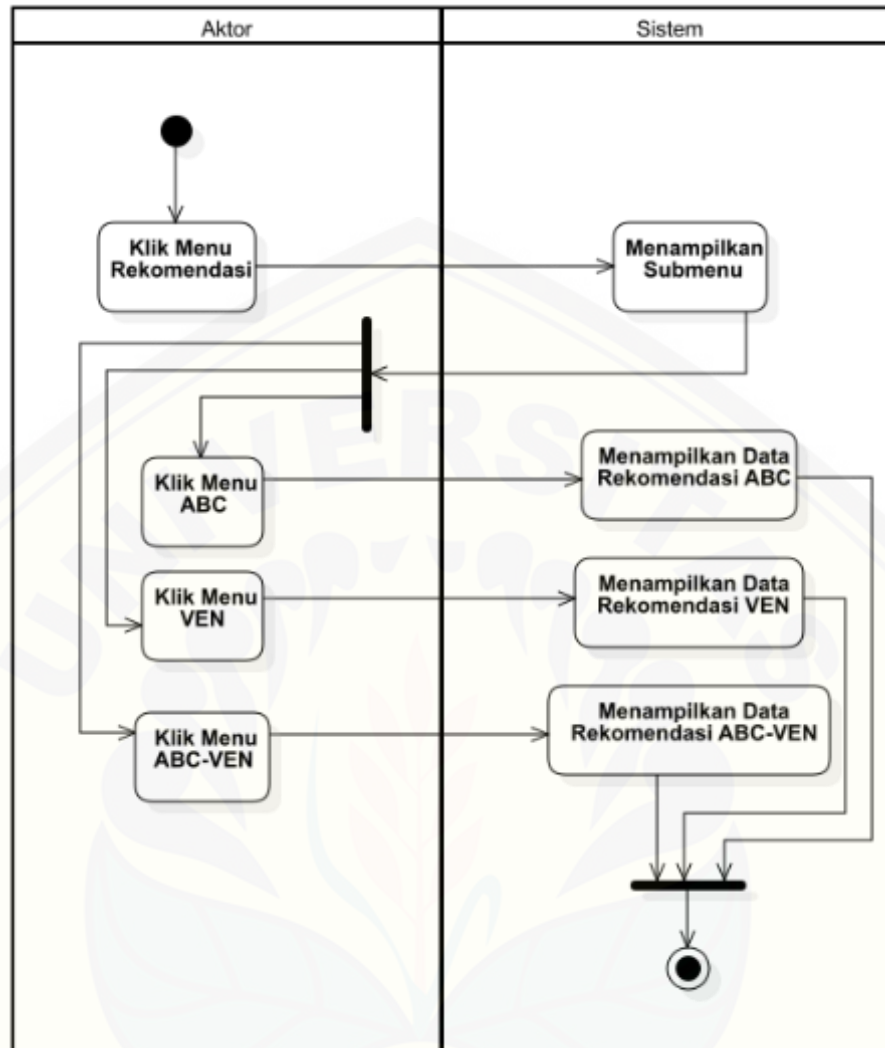 Aktor
Sistem
Klik Menu
Rekomendasi
Menampilkan
Submenu
Klik Menu
ABC
Menampilkan Data
Rekomendasi ABC
Klik Menu
VEN
Menampilkan Data
Rekomendasi VEN
Klik Menu
ABC-VEN
Menampilkan Data
Rekomendasi ABC-VEN
UNIVERSITAS